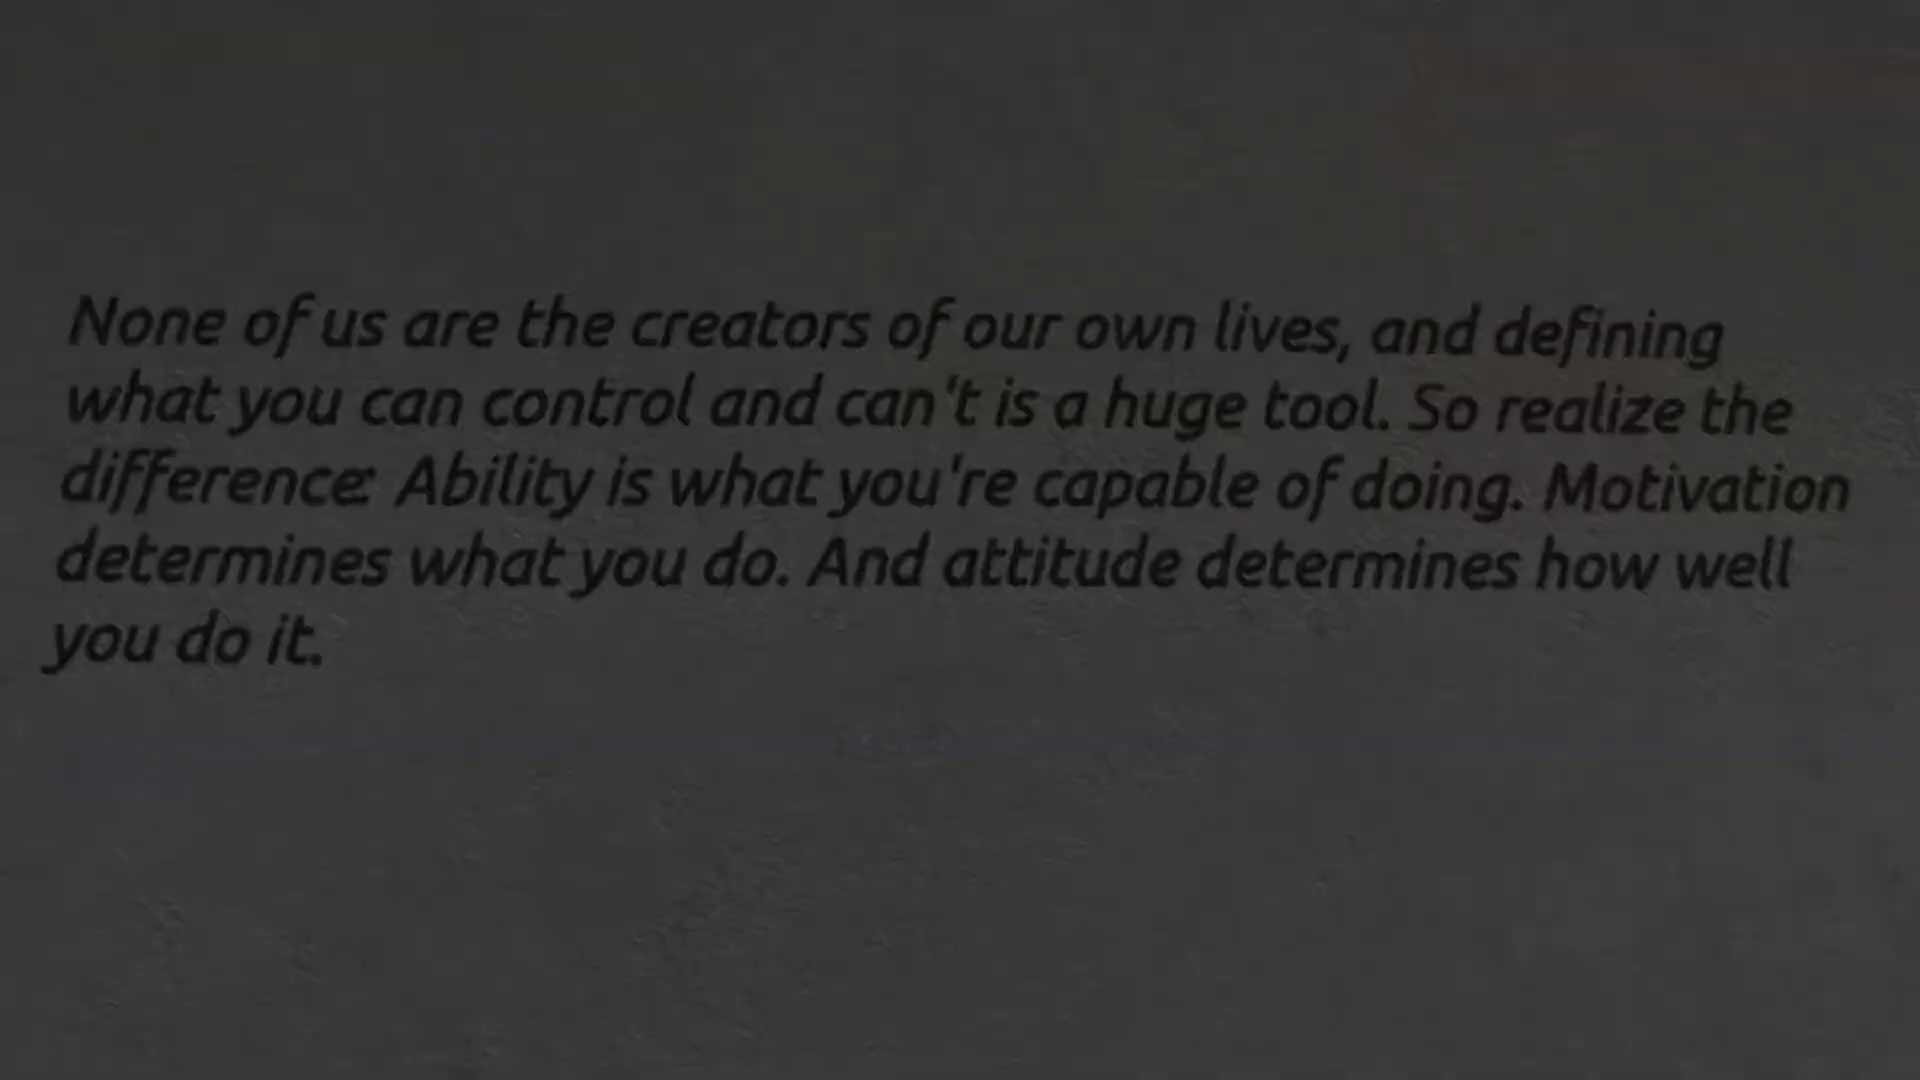 None of us are the creators of our own lives, and defining
what you can control and can't is a huge tool. So realize the
difference: Ability is what you're capable of doing. Motivation
determines what you do. And attitude determines how well
you do it.